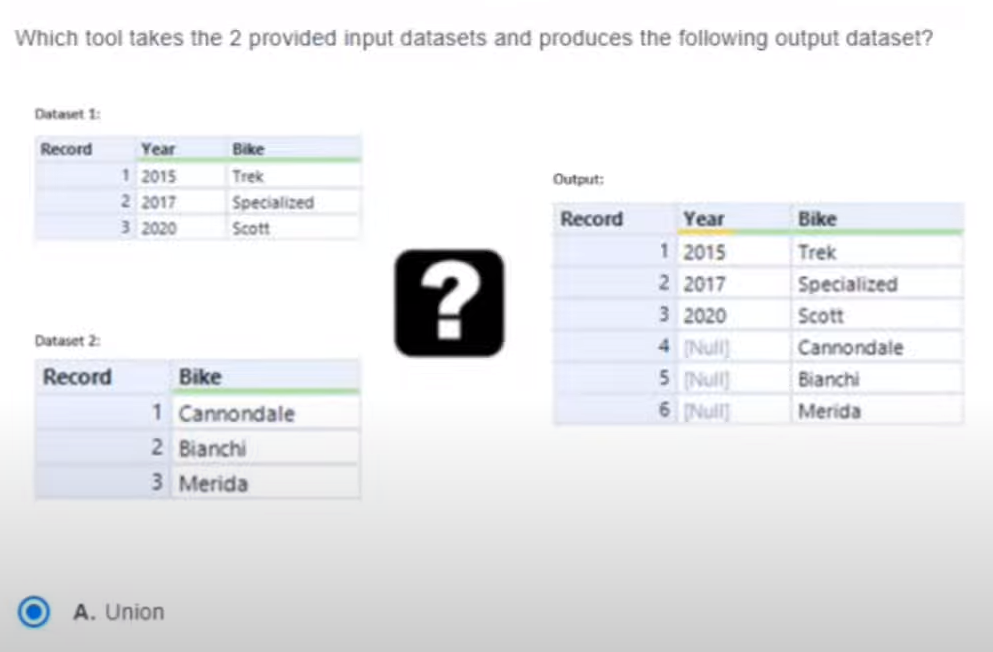 Which tool takes the 2 provided input datasets and produces the following output dataset?
Dataset 1:
Record Year Bike
1 2015 Trek
2 2017 Specialized
3 2020 Scott
Output:
Record Year Bike
1 2015 Trek
2 2017 Specialized
3 2020 Scott
4 [Null] Cannondale
5 [Null] Bianchi
6 [Null] Merida
?
Dataset 2:
Record Bike
1 Cannondale
2 Bianchi
3 Merida
A. Union